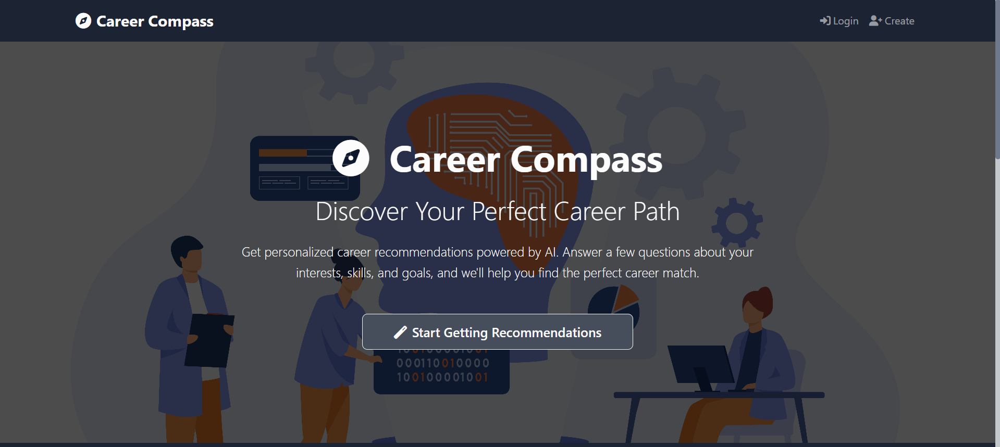 Career Compass
Login
Create
Career Compass
Discover Your Perfect Career Path
Get personalized career recommendations powered by AI. Answer a few questions about your
interests, skills, and goals, and we'll help you find the perfect career match.
Start Getting Recommendations
000110010000
100100001001